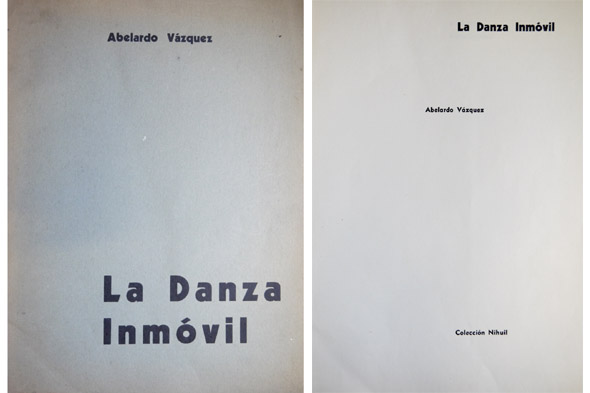 Abelardo Vázquez
La Danza
Inmóvil
La Danza Inmóvil
Abelardo Vázquez
Colección Nihuil